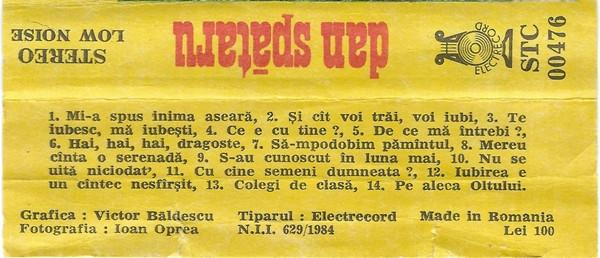 STEREO
LOW NOISE
dan spătaru
ELECTRECORD
STC
00476
1. Mi-a spus inima aseară, 2. Și cît voi trăi, voi iubi, 3. Te
iubesc, mă iubești, 4. Ce e cu tine ?, 5. De ce mă întrebi ?,
6. Hai, hai, hai, dragoste, 7. Să-mpodobim pămîntul, 8. Mereu
cînta o serenadă, 9. S-au cunoscut în luna mai, 10. Nu se
uită niciodat', 11. Cu cine semeni dumneata ?, 12. Iubirea e
un cîntec nesfîrșit, 13. Colegi de clasă, 14. Pe aleca Oltului.
Grafica : Victor Băldescu Tiparul : Electrecord Made in Romania
Fotografia : Ioan Oprea N.I.I. 629/1984 Lei 100